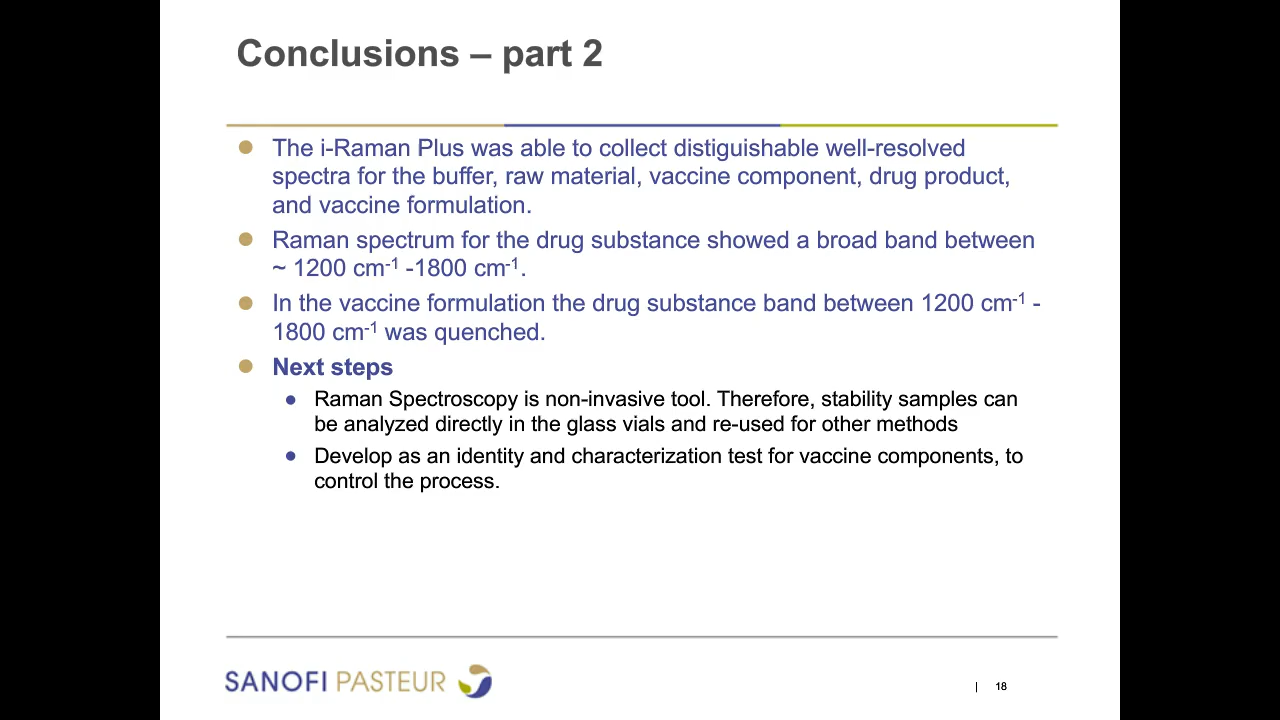 Conclusions – part 2
The i-Raman Plus was able to collect distiguishable well-resolved
spectra for the buffer, raw material, vaccine component, drug product,
and vaccine formulation.
Raman spectrum for the drug substance showed a broad band between
~ 1200 cm-1 -1800 cm-1.
In the vaccine formulation the drug substance band between 1200 cm-1 -
1800 cm-1 was quenched.
Next steps
Raman Spectroscopy is non-invasive tool. Therefore, stability samples can
be analyzed directly in the glass vials and re-used for other methods
Develop as an identity and characterization test for vaccine components, to
control the process.
SANOFI PASTEUR
| 18